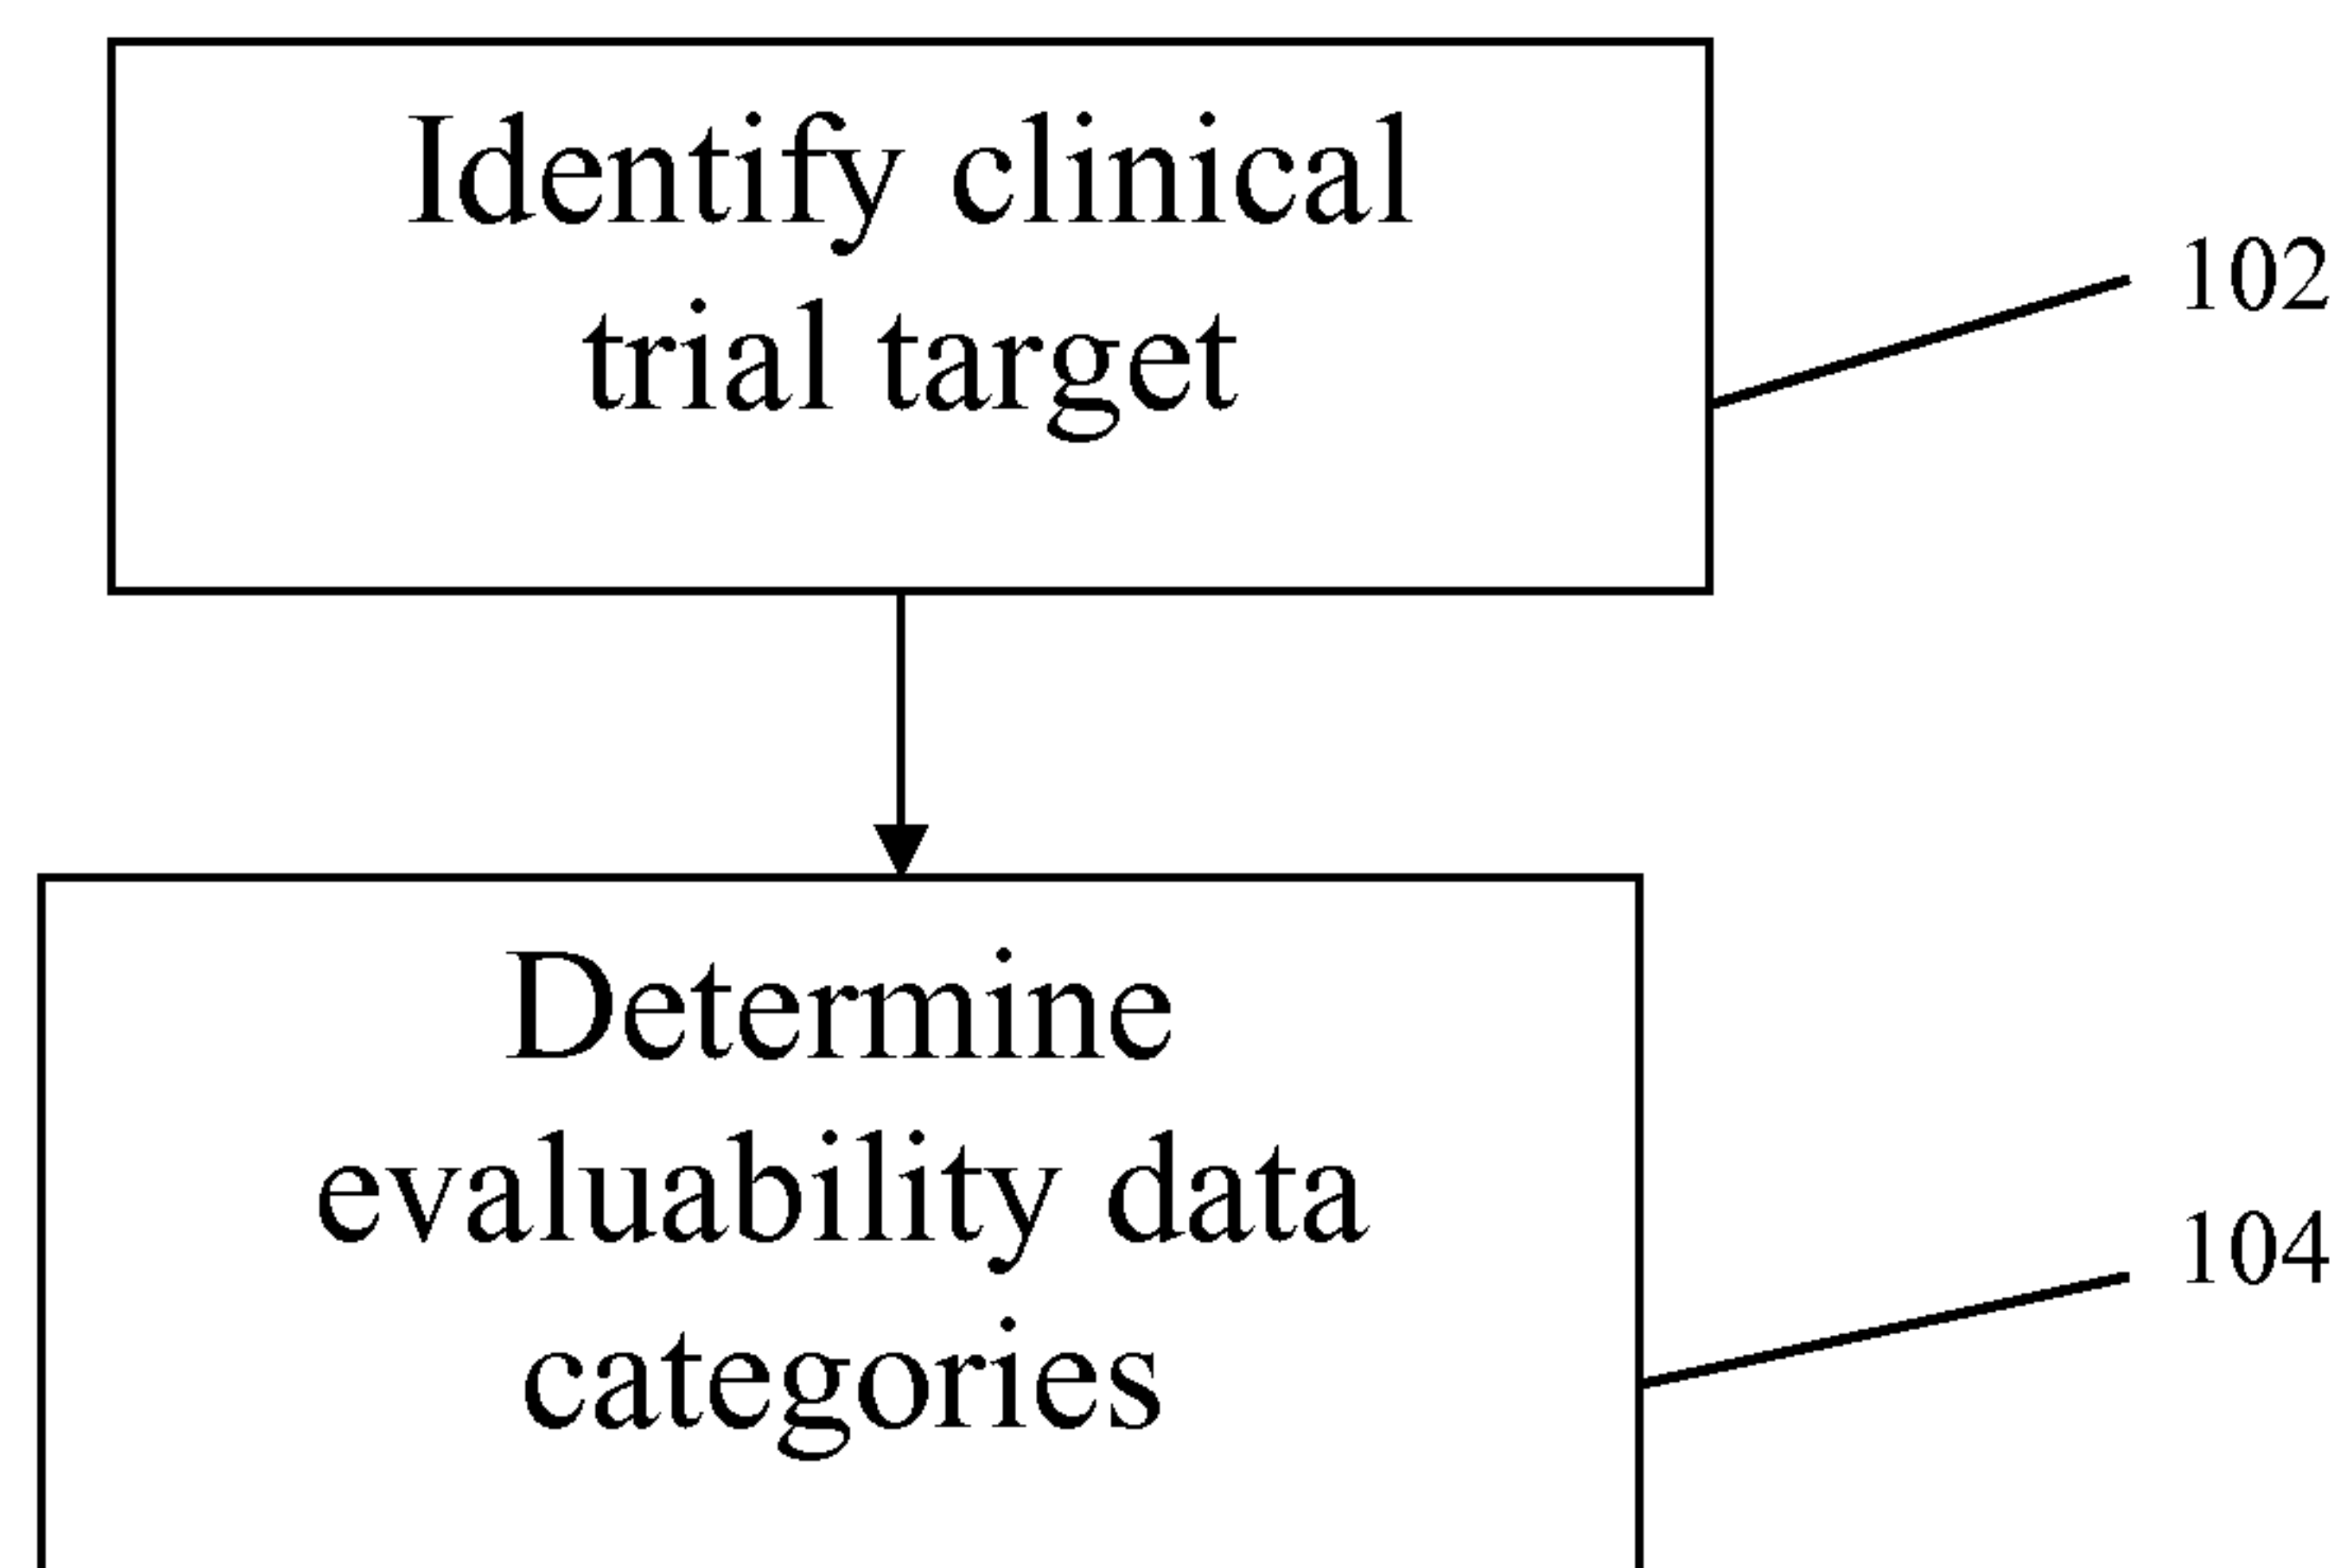 Identify clinical
trial target
102
Determine
evaluability data
categories
104